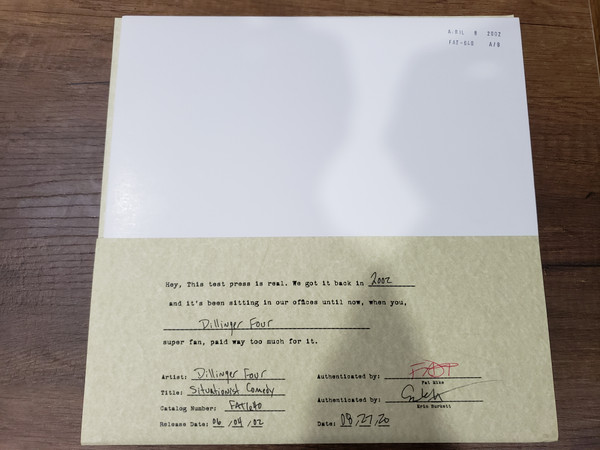 APRIL 8 2002
FAT-640 A/B
Hey, This test press is real. We got it back in 2002
and it's been sitting in our offices until now, when you,
Dillinger Four
super fan, paid way too much for it.
Artist: Dillinger Four
Title: Situationist Comedy
Catalog Number: FAT640
Release Date: 06/04/02
Authenticated by: FAT
Fat Mike
Authenticated by:
Erin Burkett
Date: 08/27/20